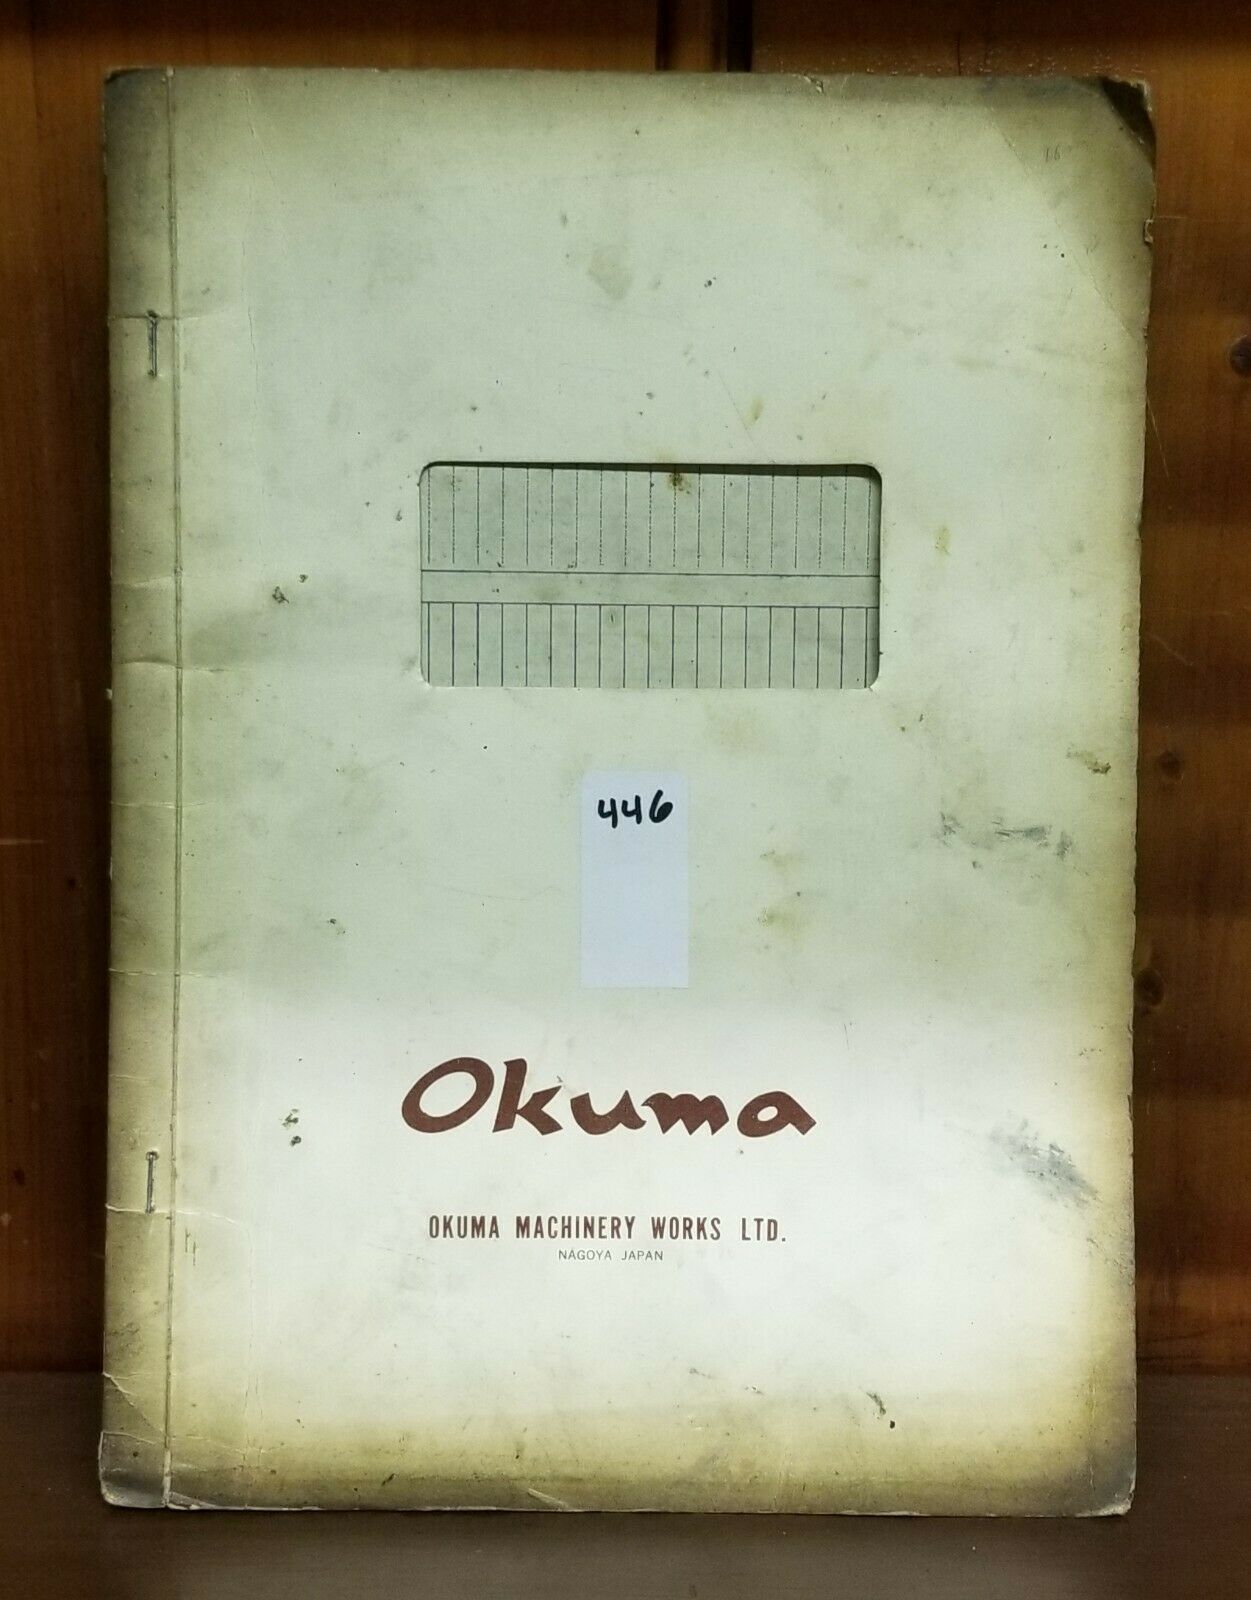 446
Okuma
OKUMA MACHINERY WORKS LTD.
NAGOYA JAPAN